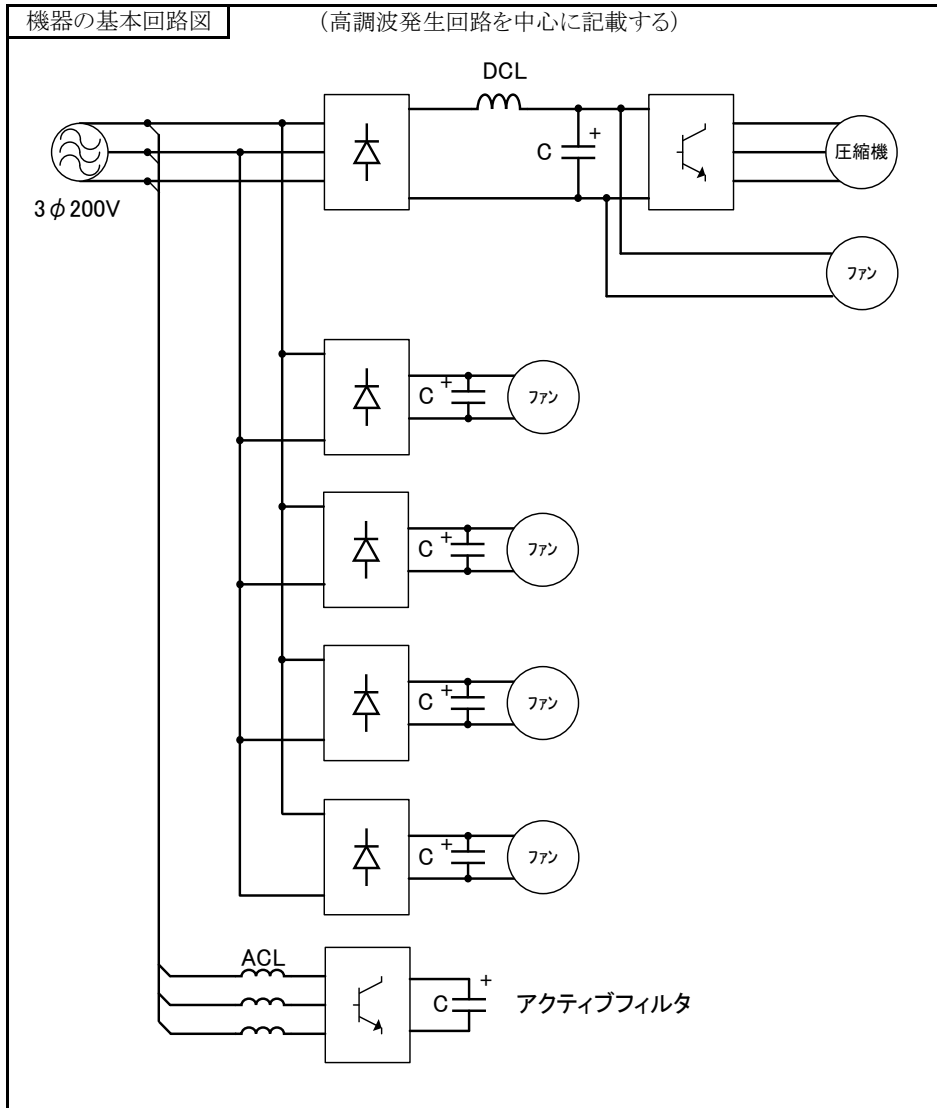 機器の基本回路図
(高調波発生回路を中心に記載する)
DCL
C
+
圧縮機
3φ200V
ファン
C
+
ファン
C
+
ファン
C
+
ファン
C
+
ファン
ACL
C
+
アクティブフィルタ